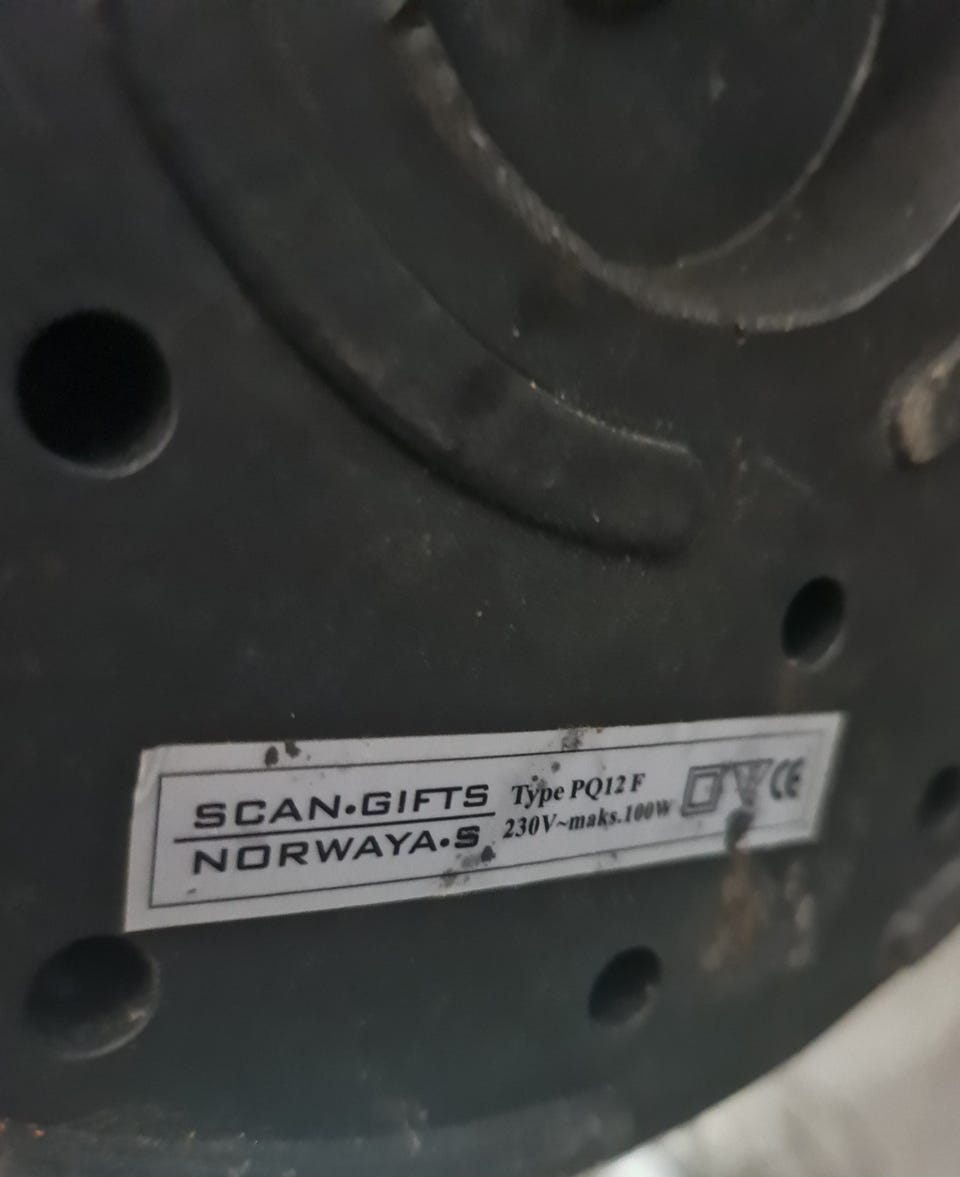 SCAN•GIFTS
NORWAYA•S
Type PQ12 F
230V~maks.100W
CE